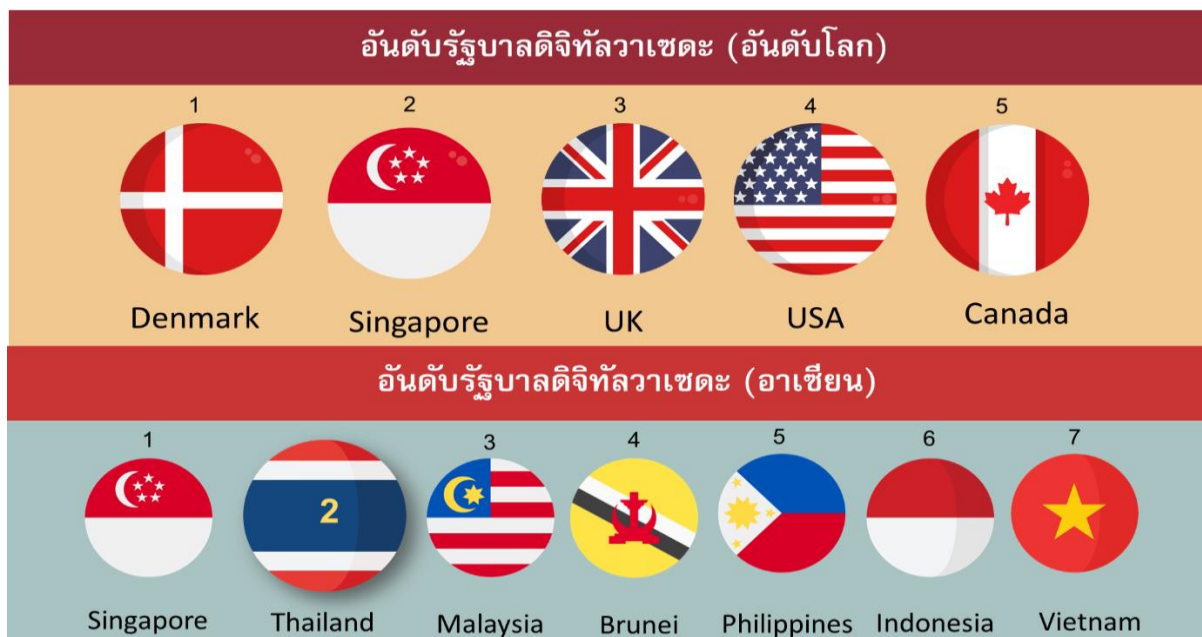 อันดับรัฐบาลดิจิทัลวาเซดะ (อันดับโลก)
1 2 3 4 5
Denmark Singapore UK USA Canada
อันดับรัฐบาลดิจิทัลวาเซดะ (อาเซียน)
1 2 3 4 5 6 7
Singapore Thailand Malaysia Brunei Philippines Indonesia Vietnam